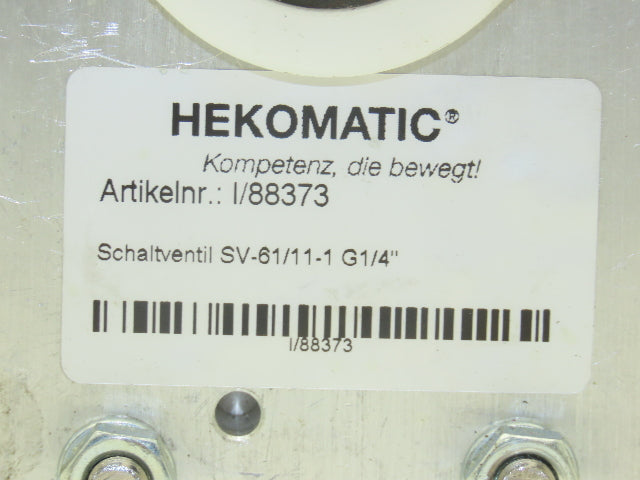 HEKOMATIC®
Kompetenz, die bewegt!
Artikelnr.: I/88373
Schaltventil SV-61/11-1 G1/4"
I/88373